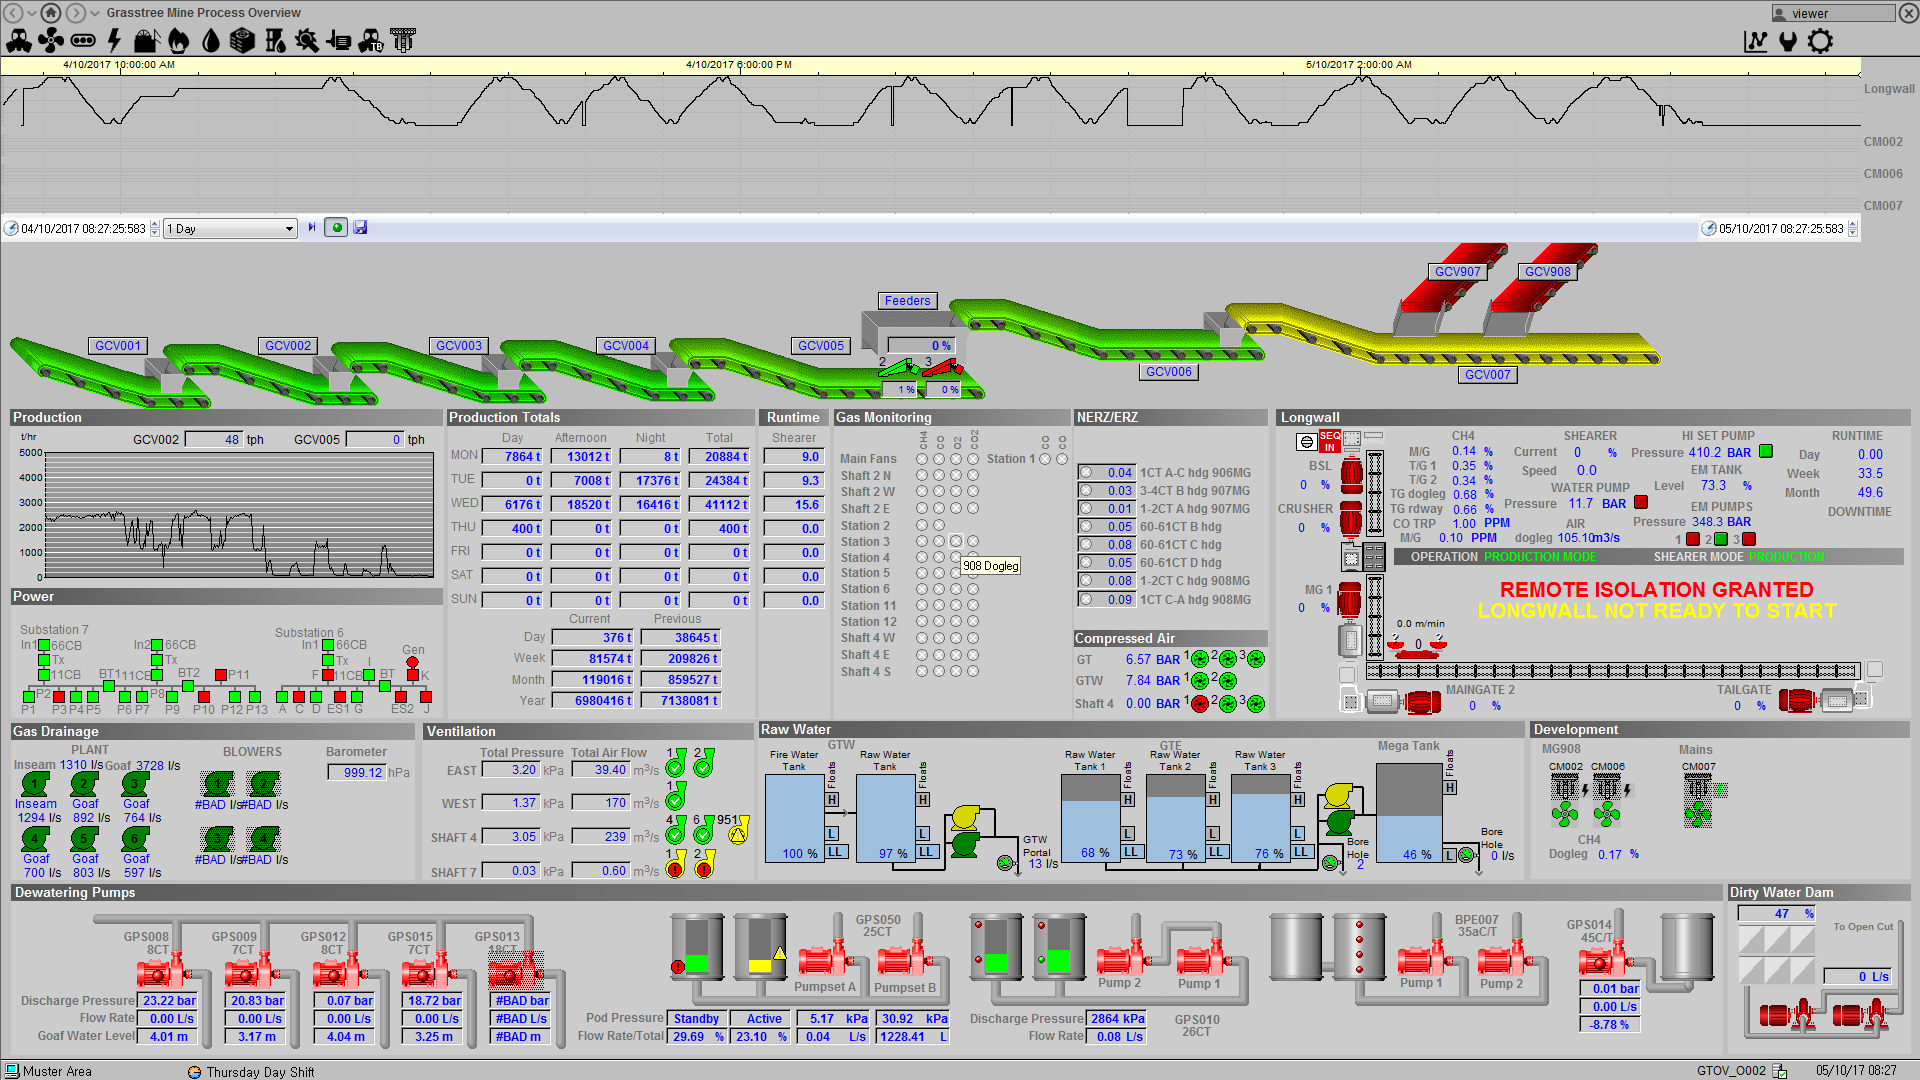 Grasstree Mine Process Overview
viewer
4/10/2017 10:00:00 AM
4/10/2017 6:00:00 PM
5/10/2017 2:00:00 AM
Longwall
CM002
CM006
CM007
04/10/2017 08:27:25:583
1 Day
05/10/2017 08:27:25:583
GCV907
GCV908
Feeders
GCV001
GCV002
GCV003
GCV004
GCV005
0 %
2
3
1 %
0 %
GCV006
GCV007
Production
t/hr
GCV002 48 tph
GCV005 0 tph
5000
4000
3000
2000
1000
0
Production Totals
Day Afternoon Night Total
MON 7864 t 13012 t 8 t 20884 t
TUE 0 t 7008 t 17376 t 24384 t
WED 6176 t 18520 t 16416 t 41112 t
THU 400 t 0 t 0 t 400 t
FRI 0 t 0 t 0 t 0 t
SAT 0 t 0 t 0 t 0 t
SUN 0 t 0 t 0 t 0 t
Current Previous
Day 376 t 38645 t
Week 81574 t 209826 t
Month 119016 t 859527 t
Year 6980416 t 7138081 t
Runtime
Shearer
9.0
9.3
15.6
0.0
0.0
0.0
0.0
Gas Monitoring
CH4 CO O2 CO2 CO CO
Main Fans
Station 1
Shaft 2 N
Shaft 2 W
Shaft 2 E
Station 2
Station 3
Station 4
908 Dogleg
Station 5
Station 6
Station 11
Station 12
Shaft 4 W
Shaft 4 E
Shaft 4 S
NERZ/ERZ
0.04 1CT A-C hdg 906MG
0.03 3-4CT B hdg 907MG
0.01 1-2CT A hdg 907MG
0.05 60-61CT B hdg
0.08 60-61CT C hdg
0.05 60-61CT D hdg
0.08 1-2CT C hdg 908MG
0.09 1CT C-A hdg 908MG
Compressed Air
GT 6.57 BAR 1 2 3
GTW 7.84 BAR 1 2
Shaft 4 0.00 BAR 1 2 3
Longwall
SEQ IN
BSL
0 %
CRUSHER
0 %
MG 1
0 %
CH4
M/G 0.14 %
T/G 1 0.35 %
T/G 2 0.34 %
TG dogleg 0.68 %
TG rdway 0.66 %
CO TRP 1.00 PPM
M/G 0.10 PPM
SHEARER
Current 0 %
Speed 0.0
WATER PUMP
Pressure 11.7 BAR
AIR
dogleg 105.10m3/s
HI SET PUMP
Pressure 410.2 BAR
EM TANK
Level 73.3 %
EM PUMPS
Pressure 348.3 BAR
1 2 3
RUNTIME
Day 0.00
Week 33.5
Month 49.6
DOWNTIME
OPERATION PRODUCTION MODE
SHEARER MODE PRODUCTION
REMOTE ISOLATION GRANTED
LONGWALL NOT READY TO START
0.0 m/min
? 0 ?
MAINGATE 2
0 %
TAILGATE
0 %
Power
Substation 7
In1 66CB
Tx
11CB
In2 66CB
Tx
11CB
BT1
BT2
P11
P2
P8
P1 P3 P4 P5 P6 P7 P9 P10 P12 P13
Substation 6
In1 66CB
Tx
11CB
F
I
BT
Gen
K
A C D ES1 G ES2 J
Gas Drainage
PLANT
Inseam 1310 l/s Goaf 3728 l/s
1 2 3
Inseam Goaf Goaf
1294 l/s 892 l/s 764 l/s
4 5 6
Goaf Goaf Goaf
700 l/s 803 l/s 597 l/s
BLOWERS
1 2
#BAD l/s #BAD l/s
3 4
#BAD l/s #BAD l/s
Barometer
999.12 hPa
Ventilation
Total Pressure Total Air Flow
EAST 3.20 kPa 39.40 m³/s 1 2
WEST 1.37 kPa 170 m³/s 1
SHAFT 4 3.05 kPa 239 m³/s 4 6 951
SHAFT 7 0.03 kPa 0.60 m³/s 1 2
Raw Water
GTW
Fire Water Tank
100 %
Floats
H
L
LL
Raw Water Tank
97 %
Floats
H
L
LL
GTW Portal
13 l/s
GTE
Raw Water Tank 1
68 %
Floats
H
L
LL
Raw Water Tank 2
73 %
Floats
H
L
LL
Raw Water Tank 3
76 %
Floats
H
L
LL
Bore Hole
2
Mega Tank
46 %
Floats
H
L
Bore Hole
0 l/s
Development
MG908
CM002 CM006
Mains
CM007
CH4
Dogleg 0.17 %
Dewatering Pumps
GPS008 8CT
GPS009 7CT
GPS012 8CT
GPS015 7CT
GPS013 18CT
Discharge Pressure 23.22 bar 20.83 bar 0.07 bar 18.72 bar #BAD bar
Flow Rate 0.00 L/s 0.00 L/s 0.00 L/s 0.00 L/s #BAD L/s
Goaf Water Level 4.01 m 3.17 m 4.04 m 3.25 m #BAD m
GPS050
25CT
Pumpset A
Pumpset B
Pod Pressure Standby Active 5.17 kPa 30.92 kPa
Flow Rate/Total 29.69 % 23.10 % 0.04 L/s 1228.41 L
Pump 2
Pump 1
Discharge Pressure 2864 kPa
Flow Rate 0.08 L/s
GPS010
26CT
BPE007
35aC/T
Pump 1
Pump 2
GPS014
45C/T
0.01 bar
0.00 L/s
-8.78 %
Dirty Water Dam
47 %
To Open Cut
0 L/s
Muster Area
Thursday Day Shift
GTOV_O002
05/10/17 08:27